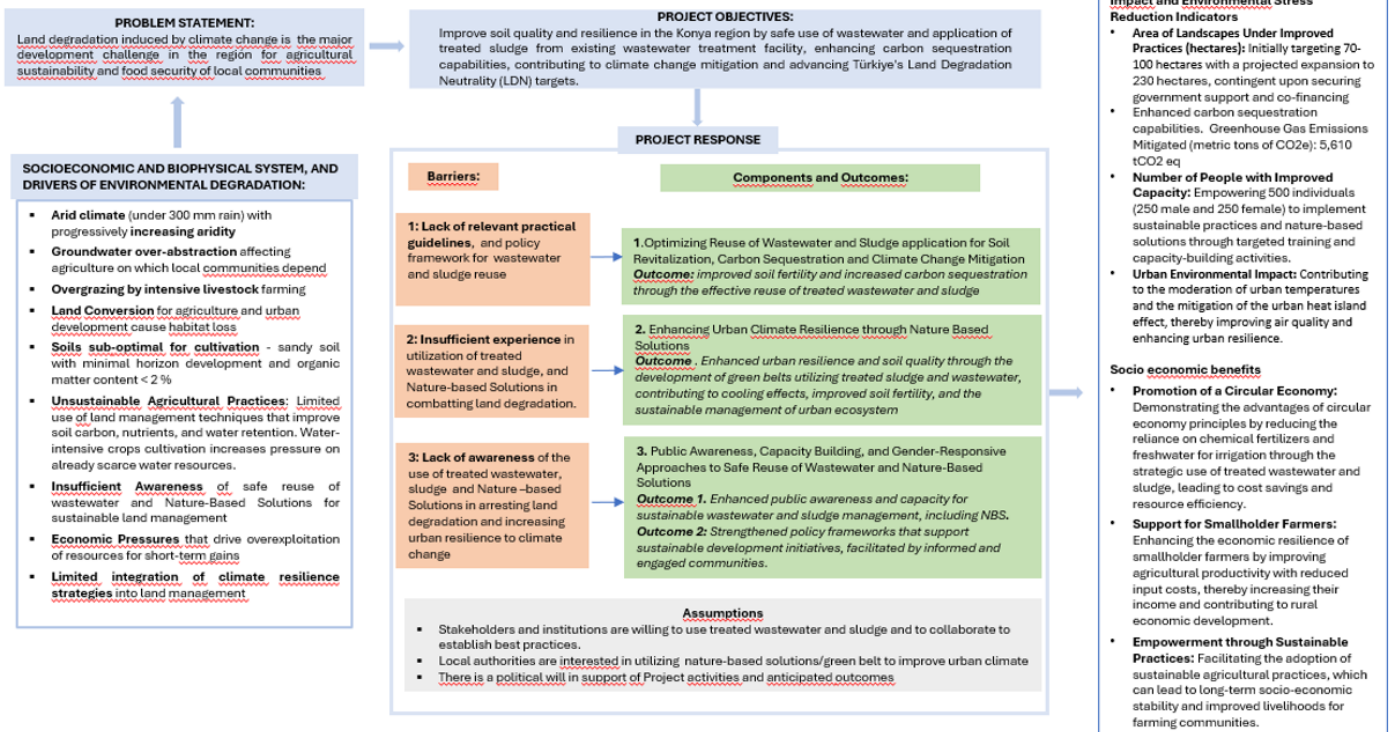 PROBLEM STATEMENT:
Land degradation induced by climate change is the major
development challenge in the region for agricultural
sustainability and food security of local communities
PROJECT OBJECTIVES:
Improve soil quality and resilience in the Konya region by safe use of wastewater and application of
treated sludge from existing wastewater treatment facility, enhancing carbon sequestration
capabilities, contributing to climate change mitigation and advancing Türkiye's Land Degradation
Neutrality (LDN) targets.
SOCIOECONOMIC AND BIOPHYSICAL SYSTEM, AND
DRIVERS OF ENVIRONMENTAL DEGRADATION:
▪ Arid climate (under 300 mm rain) with
progressively increasing aridity
▪ Groundwater over-abstraction affecting
agriculture on which local communities depend
▪ Overgrazing by intensive livestock farming
▪ Land Conversion for agriculture and urban
development cause habitat loss
▪ Soils sub-optimal for cultivation - sandy soil
with minimal horizon development and organic
matter content < 2 %
▪ Unsustainable Agricultural Practices: Limited
use of land management techniques that improve
soil carbon, nutrients, and water retention. Water-
intensive crops cultivation increases pressure on
already scarce water resources.
▪ Insufficient Awareness of safe reuse of
wastewater and Nature-Based Solutions for
sustainable land management
▪ Economic Pressures that drive overexploitation
of resources for short-term gains
▪ Limited integration of climate resilience
strategies into land management
PROJECT RESPONSE
Barriers:
Components and Outcomes:
1: Lack of relevant practical
guidelines, and policy
framework for wastewater
and sludge reuse
1.Optimizing Reuse of Wastewater and Sludge application for Soil
Revitalization, Carbon Sequestration and Climate Change Mitigation
Outcome: improved soil fertility and increased carbon sequestration
through the effective reuse of treated wastewater and sludge
2: Insufficient experience in
utilization of treated
wastewater and sludge, and
Nature-based Solutions in
combatting land degradation.
2. Enhancing Urban Climate Resilience through Nature Based
Solutions
Outcome . Enhanced urban resilience and soil quality through the
development of green belts utilizing treated sludge and wastewater,
contributing to cooling effects, improved soil fertility, and the
sustainable management of urban ecosystem
3: Lack of awareness of the
use of treated wastewater,
sludge and Nature –based
Solutions in arresting land
degradation and increasing
urban resilience to climate
change
3. Public Awareness, Capacity Building, and Gender-Responsive
Approaches to Safe Reuse of Wastewater and Nature-Based
Solutions
Outcome 1. Enhanced public awareness and capacity for
sustainable wastewater and sludge management, including NBS.
Outcome 2: Strengthened policy frameworks that support
sustainable development initiatives, facilitated by informed and
engaged communities.
Assumptions
▪ Stakeholders and institutions are willing to use treated wastewater and sludge and to collaborate to
establish best practices.
▪ Local authorities are interested in utilizing nature-based solutions/green belt to improve urban climate
▪ There is a political will in support of Project activities and anticipated outcomes
Impact and Environmental Stress
Reduction Indicators
• Area of Landscapes Under Improved
Practices (hectares): Initially targeting 70-
100 hectares with a projected expansion to
230 hectares, contingent upon securing
government support and co-financing
• Enhanced carbon sequestration
capabilities. Greenhouse Gas Emissions
Mitigated (metric tons of CO2e): 5,610
tCO2 eq
• Number of People with Improved
Capacity: Empowering 500 individuals
(250 male and 250 female) to implement
sustainable practices and nature-based
solutions through targeted training and
capacity-building activities.
• Urban Environmental Impact: Contributing
to the moderation of urban temperatures
and the mitigation of the urban heat island
effect, thereby improving air quality and
enhancing urban resilience.
Socio economic benefits
• Promotion of a Circular Economy:
Demonstrating the advantages of circular
economy principles by reducing the
reliance on chemical fertilizers and
freshwater for irrigation through the
strategic use of treated wastewater and
sludge, leading to cost savings and
resource efficiency.
• Support for Smallholder Farmers:
Enhancing the economic resilience of
smallholder farmers by improving
agricultural productivity with reduced
input costs, thereby increasing their
income and contributing to rural
economic development.
• Empowerment through Sustainable
Practices: Facilitating the adoption of
sustainable agricultural practices, which
can lead to long-term socio-economic
stability and improved livelihoods for
farming communities.